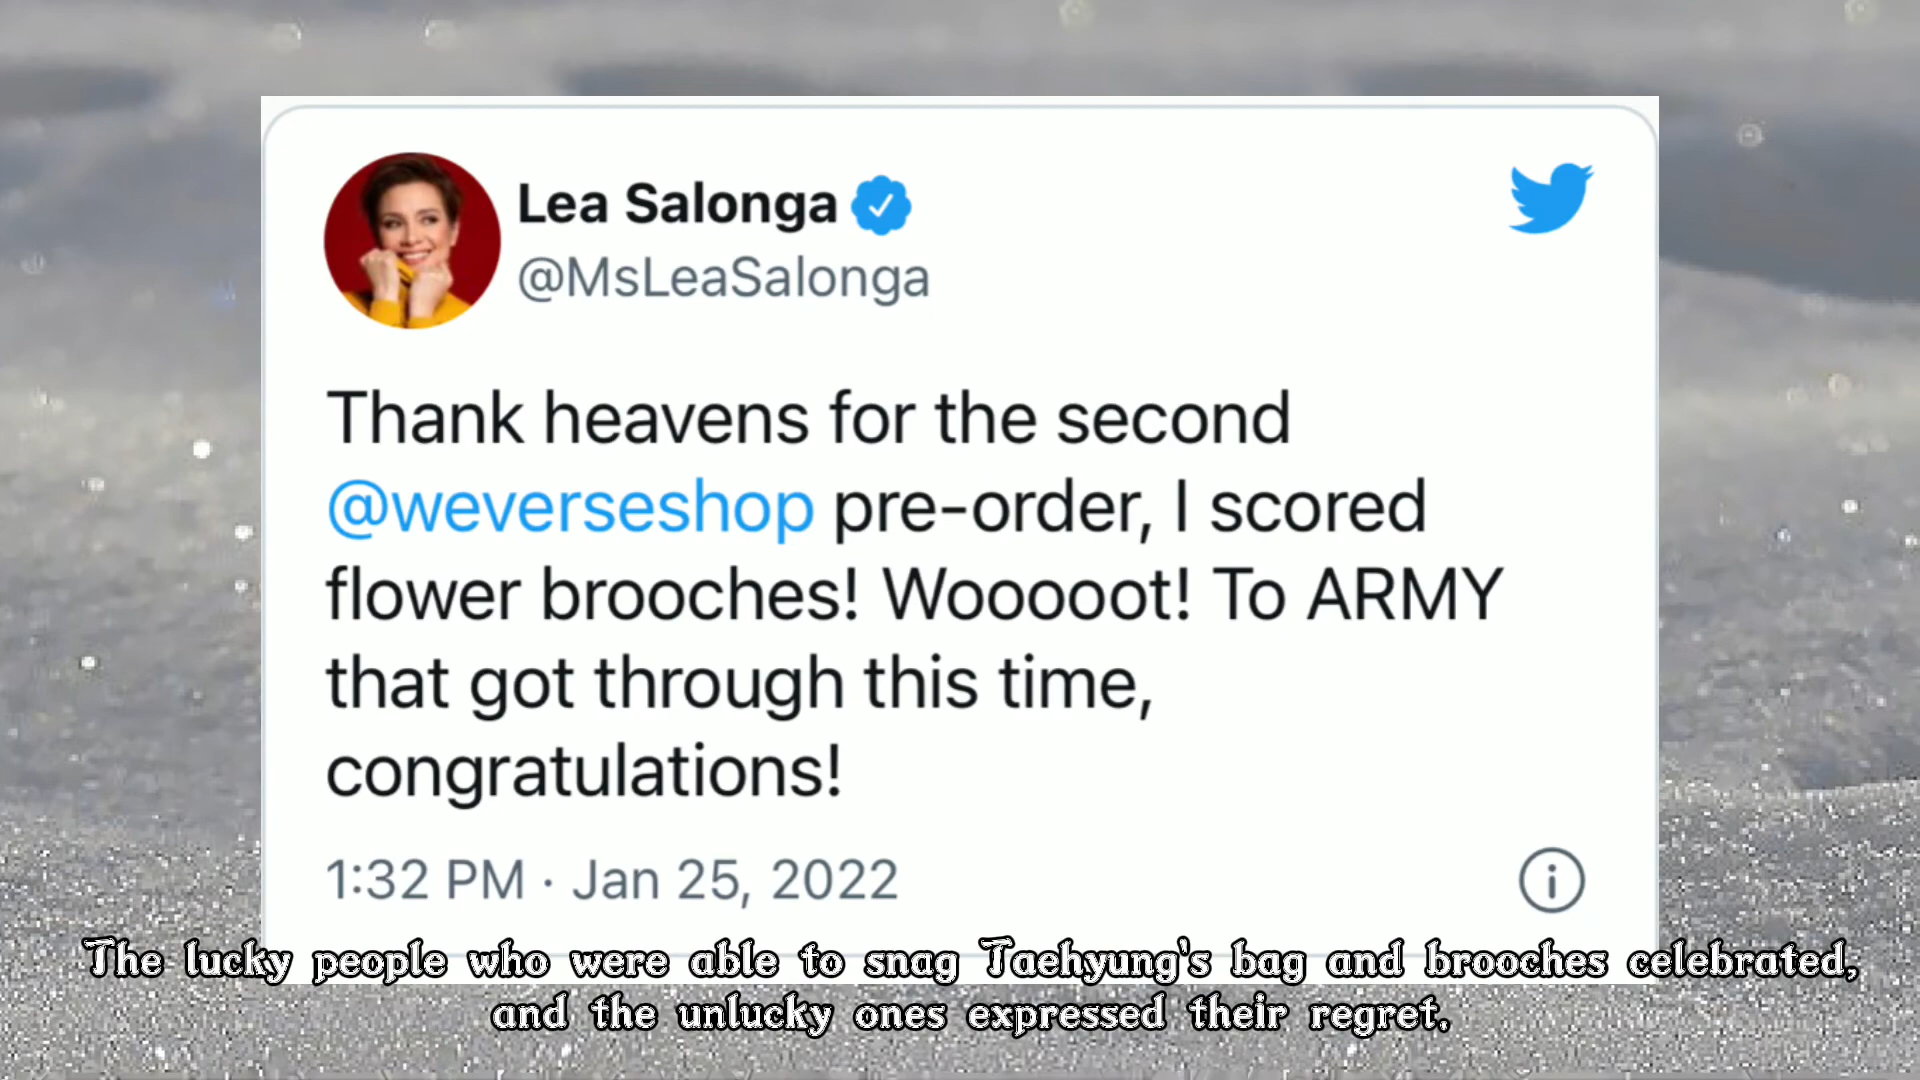 Lea Salonga
@MsLeaSalonga
Thank heavens for the second
@weverseshop pre-order, I scored
flower brooches! Wooooot! To ARMY
that got through this time,
congratulations!
1:32 PM · Jan 25, 2022
The lucky people who were able to snag Taehyung's bag and brooches celebrated,
and the unlucky ones expressed their regret.